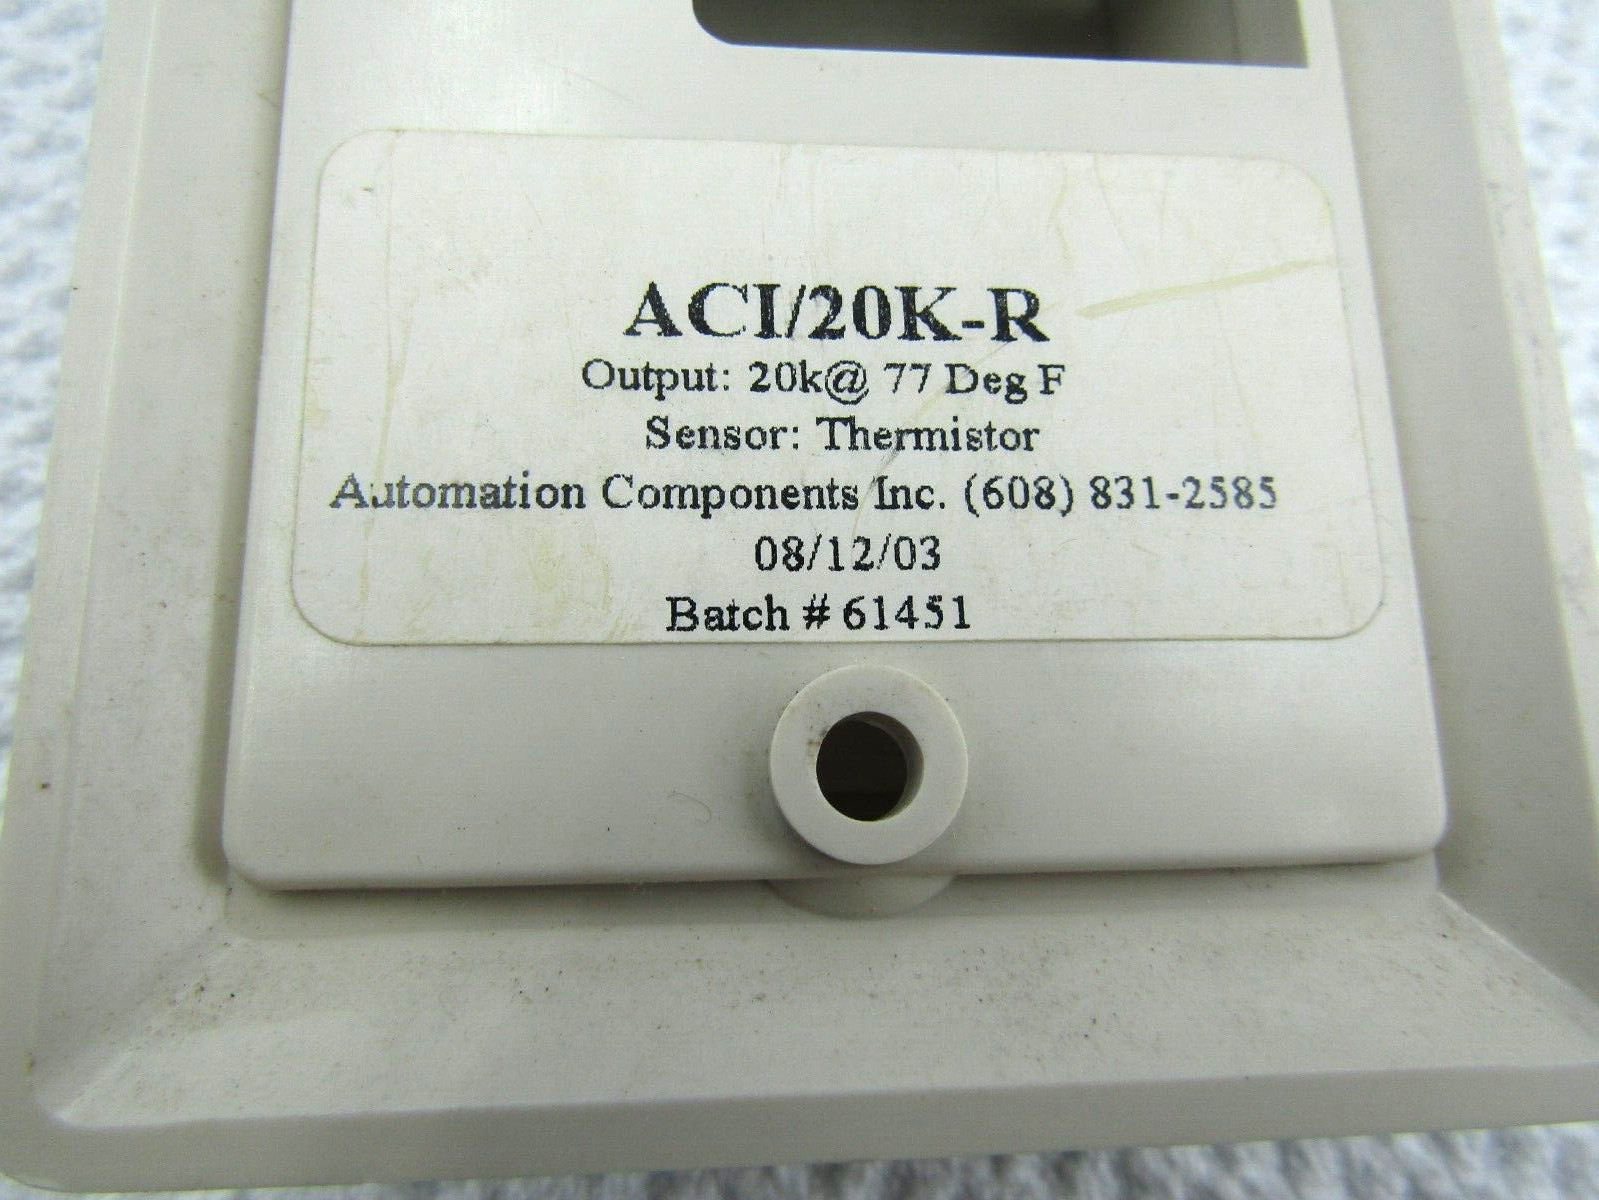 ACI/20K-R
Output: 20k@ 77 Deg F
Sensor: Thermistor
Automation Components Inc. (608) 831-2585
08/12/03
Batch # 61451